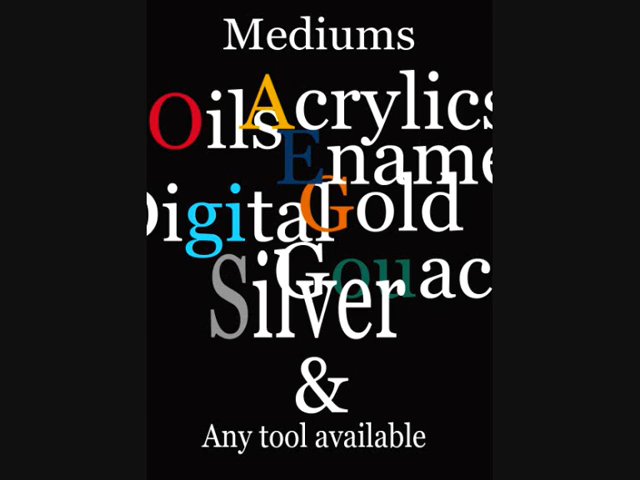 Mediums
Oils Acrylics
Ename
Digital Gold
Gouac
Silver
&
Any tool available